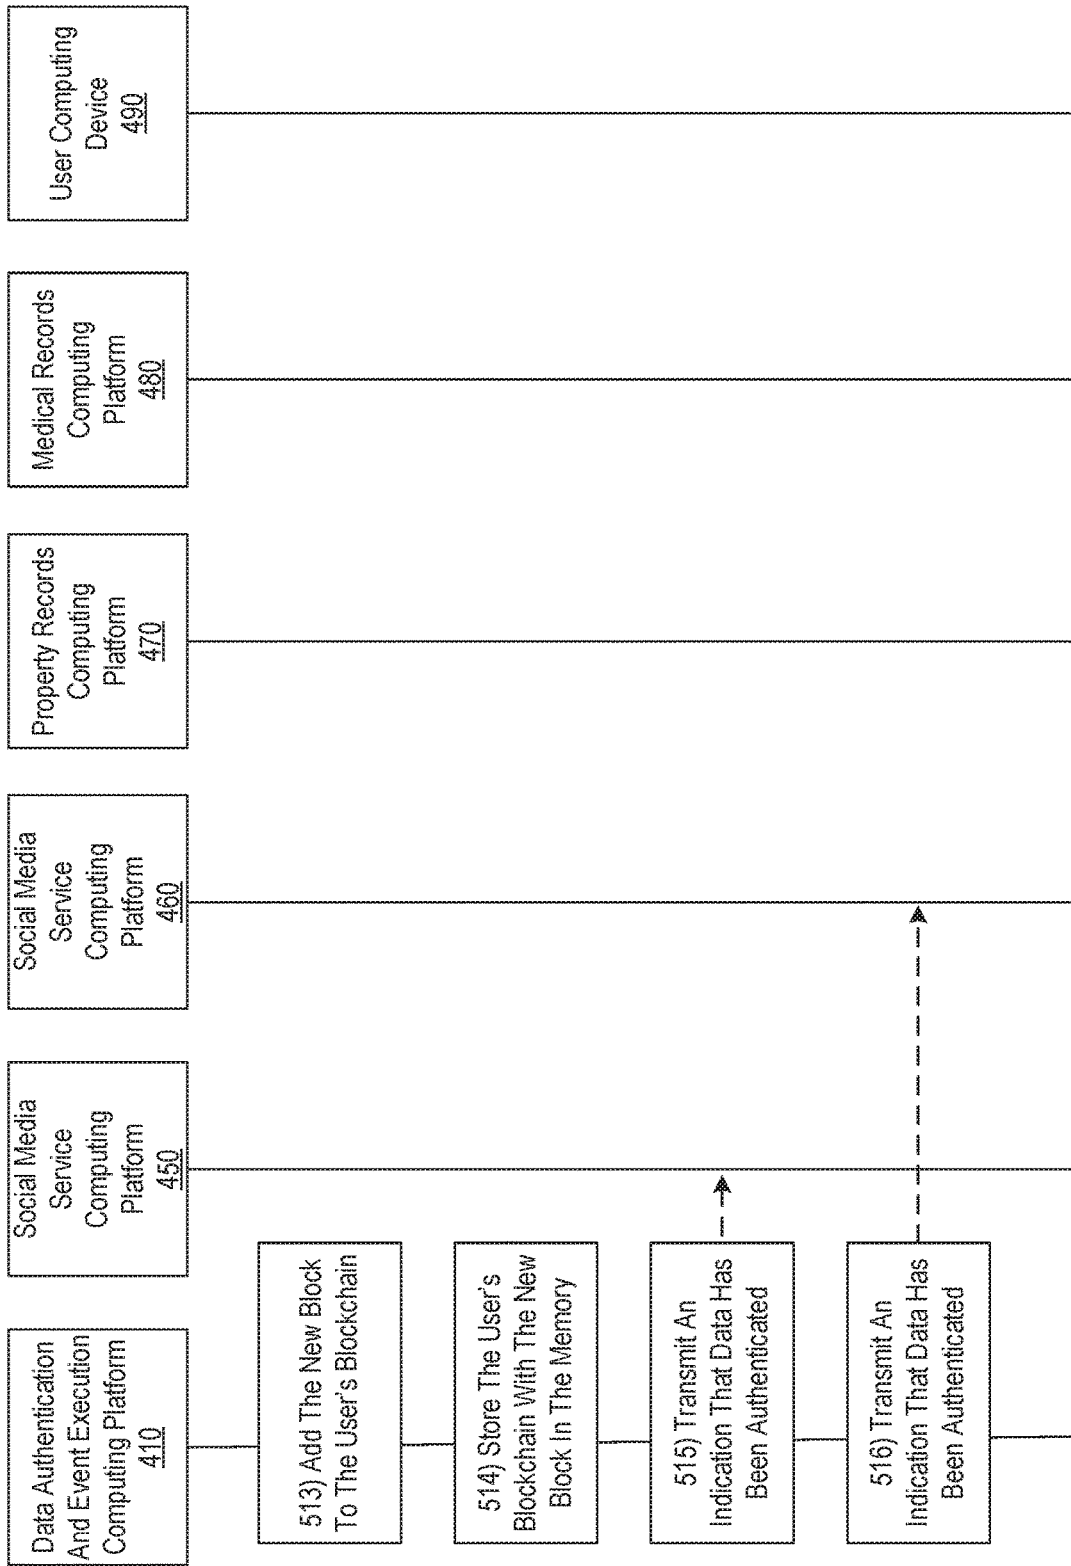 Data Authentication
And Event Execution
Computing Platform
410
Social Media
Service
Computing
Platform
450
Social Media
Service
Computing
Platform
460
Property Records
Computing
Platform
470
Medical Records
Computing
Platform
480
User Computing
Device
490
513) Add The New Block
To The User's Blockchain
514) Store The User's
Blockchain With The New
Block In The Memory
515) Transmit An
Indication That Data Has
Been Authenticated
516) Transmit An
Indication That Data Has
Been Authenticated